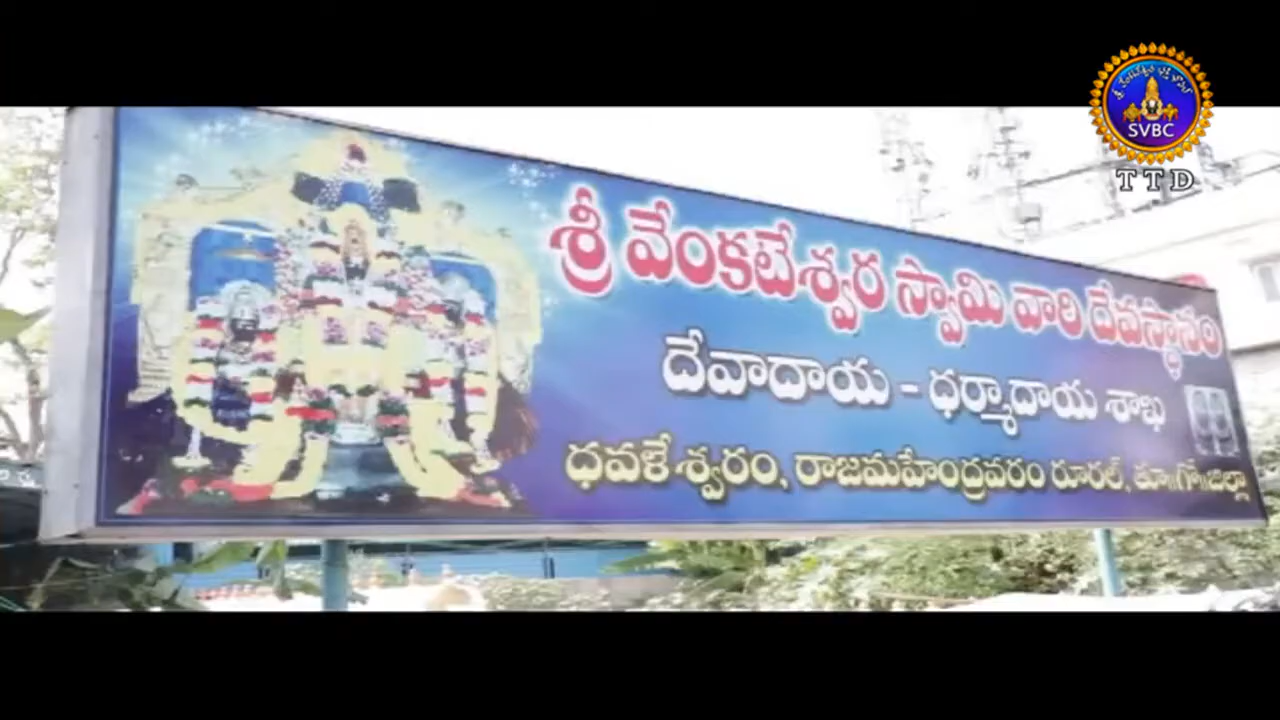 శ్రీ వేంకటేశ్వర స్వామి వారి దేవస్థానం
దేవాదాయ - ధర్మాదాయ శాఖ
ధవళేశ్వరం, రాజమహేంద్రవరం రూరల్, తూ॥గో॥జిల్లా
SVBC
TTD